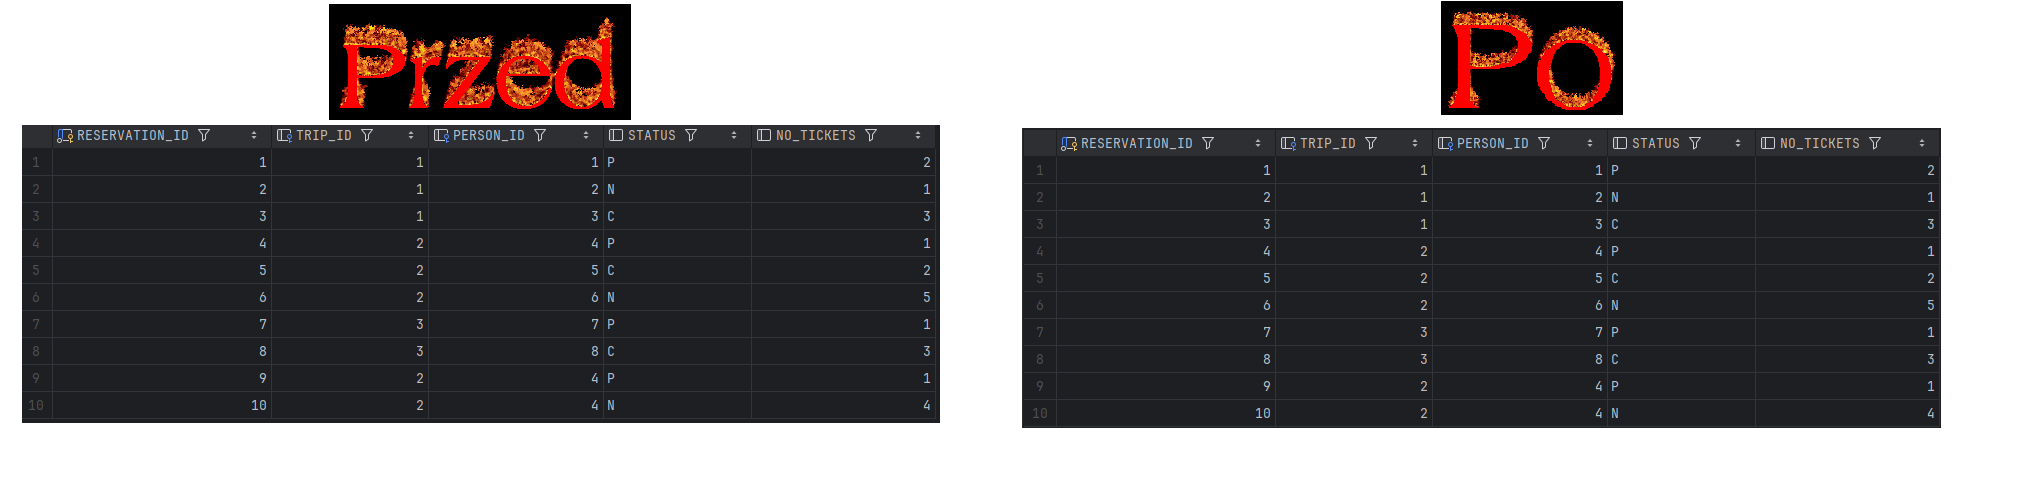 Przed
RESERVATION_ID TRIP_ID PERSON_ID STATUS NO_TICKETS
1 1 1 1 P 2
2 2 1 2 N 1
3 3 1 3 C 3
4 4 2 4 P 1
5 5 2 5 C 2
6 6 2 6 N 5
7 7 3 7 P 1
8 8 3 8 C 3
9 9 2 4 P 1
10 10 2 4 N 4
Po
RESERVATION_ID TRIP_ID PERSON_ID STATUS NO_TICKETS
1 1 1 1 P 2
2 2 1 2 N 1
3 3 1 3 C 3
4 4 2 4 P 1
5 5 2 5 C 2
6 6 2 6 N 5
7 7 3 7 P 1
8 8 3 8 C 3
9 9 2 4 P 1
10 10 2 4 N 4